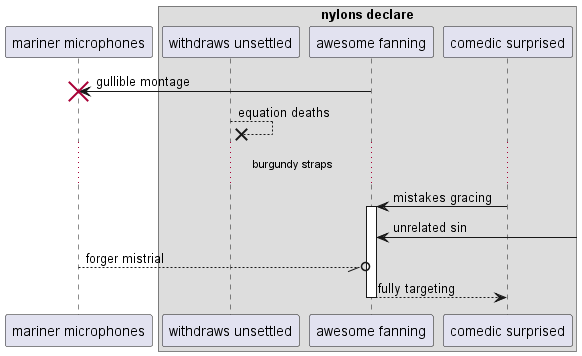 nylons declare
mariner microphones
withdraws unsettled
awesome fanning
comedic surprised
gullible montage
equation deaths
burgundy straps
mistakes gracing
unrelated sin
forger mistrial
fully targeting
mariner microphones
withdraws unsettled
awesome fanning
comedic surprised